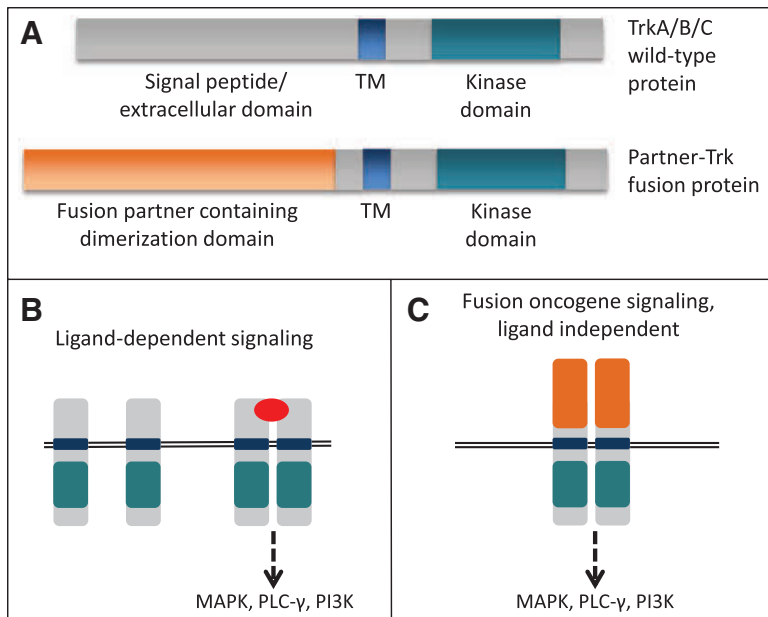 A
TrkA/B/C
wild-type
protein
Signal peptide/
extracellular domain
TM
Kinase
domain
Partner-Trk
fusion protein
Fusion partner containing
dimerization domain
TM
Kinase
domain
B
Ligand-dependent signaling
MAPK, PLC-γ, PI3K
C
Fusion oncogene signaling,
ligand independent
MAPK, PLC-γ, PI3K